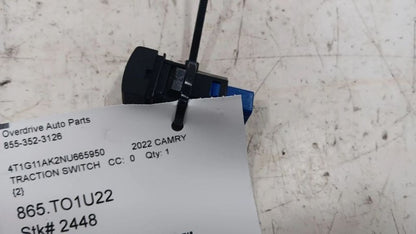 Overdrive Auto Parts
855-352-3126
4T1G11AK2NU665950 2022 CAMRY
TRACTION SWITCH CC: 0 Qty: 1
{2}
865.TO1U22
Stk# 2448